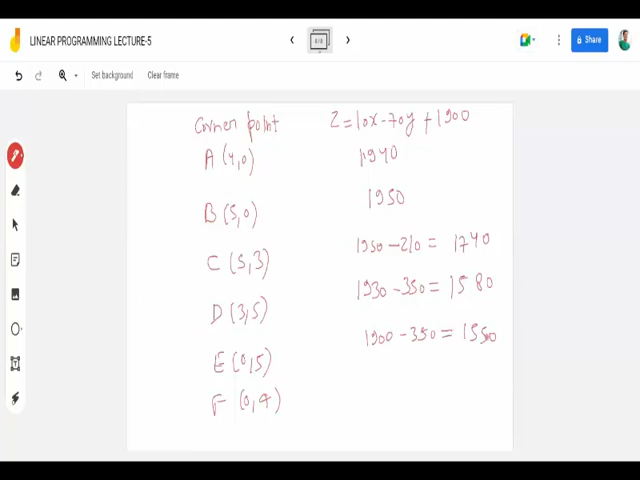 LINEAR PROGRAMMING LECTURE-5
Share
Set background
Clear frame
Corner point Z = 10x - 70y + 1900
A (4,0) 1940
B (5,0) 1950
C (5,3) 1950 - 210 = 1740
D (3,5) 1930 - 350 = 1580
E (0,5) 1900 - 350 = 1550
F (0,4)